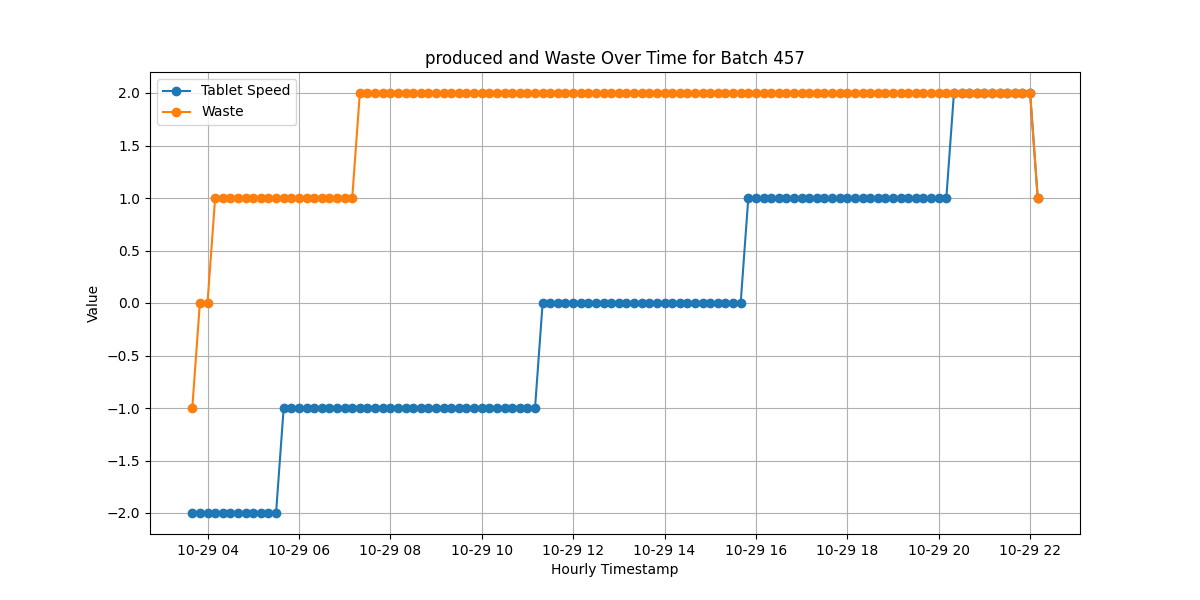 produced and Waste Over Time for Batch 457
Tablet Speed
Waste
2.0
1.5
1.0
0.5
0.0
−0.5
−1.0
−1.5
−2.0
Value
10-29 04 10-29 06 10-29 08 10-29 10 10-29 12 10-29 14 10-29 16 10-29 18 10-29 20 10-29 22
Hourly Timestamp